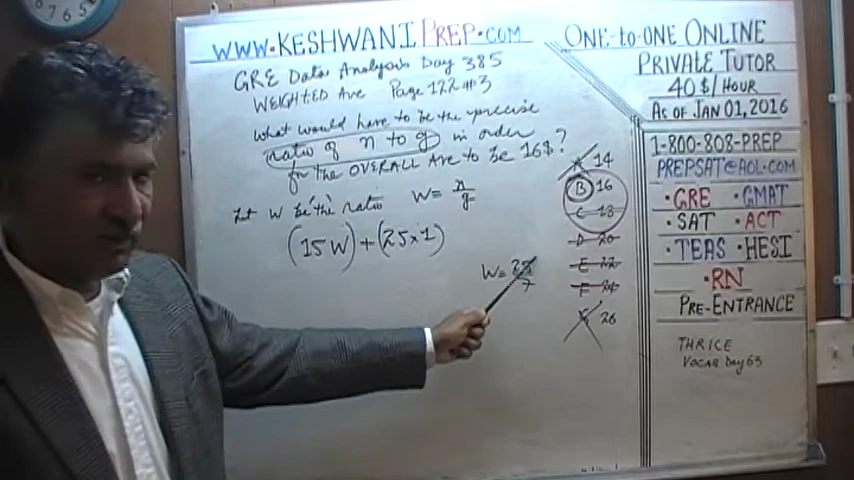 WWW.KESHWANIPREP.COM
GRE Data Analysis Day 385
WEIGHTED AVE Page 122 #3
What would have to be the precise
ratio of n to g in order
for the OVERALL AVE to be 16$?
Let W be the ratio W = n/g
(15W)+(25×1)
W=
7
A 14
B 16
C 18
D 20
E 22
F 24
26
ONE-TO-ONE ONLINE
PRIVATE TUTOR
40$/HOUR
AS OF JAN 01, 2016
1-800-808-PREP
PREPSAT@AOL.COM
•GRE •GMAT
•SAT •ACT
•TEAS •HESI
•RN
PRE-ENTRANCE
THRICE
VOCAB Day 63